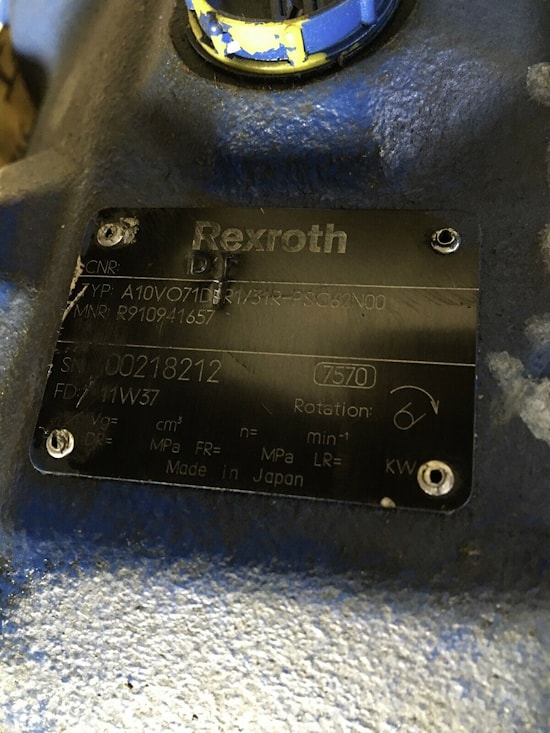 Rexroth
CNR:
TYP: A10VO71DFR1/31R-PSC62N00
MNR: R910941657
SN: 00218212 7570
FD: 11W37 Rotation:
Vg= cm³ n= min⁻¹
DR= MPa FR= MPa LR= KW
Made in Japan